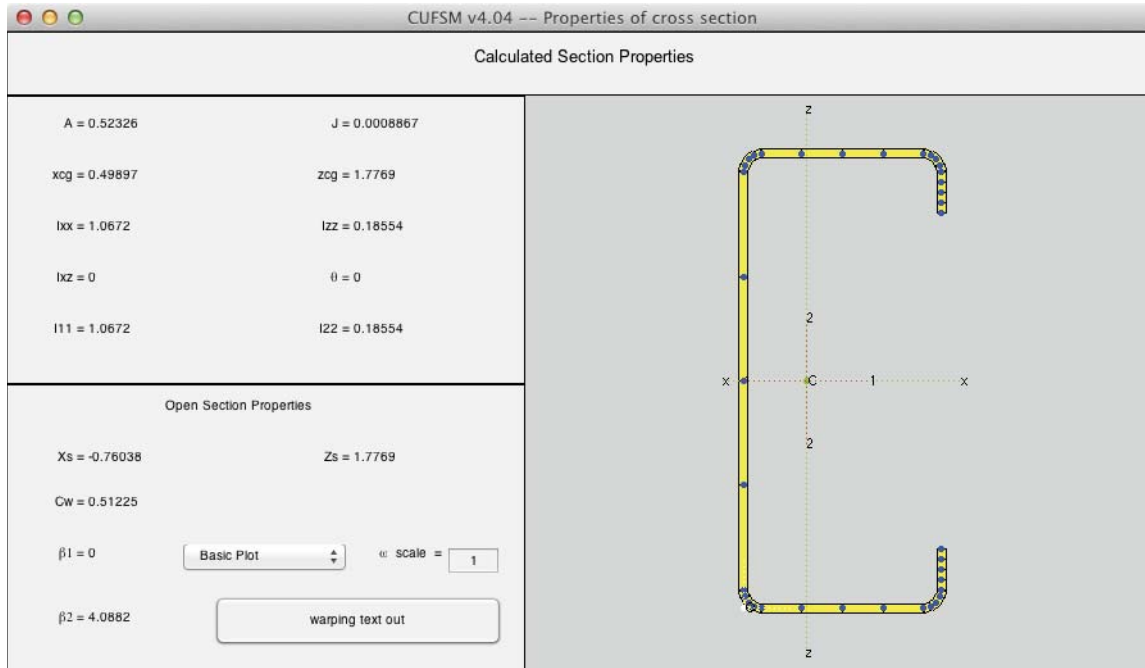 CUFSM v4.04 -- Properties of cross section
Calculated Section Properties
A = 0.52326
J = 0.0008867
xcg = 0.49897
zcg = 1.7769
Ixx = 1.0672
Izz = 0.18554
Ixz = 0
θ = 0
I11 = 1.0672
I22 = 0.18554
Open Section Properties
Xs = -0.76038
Zs = 1.7769
Cw = 0.51225
β1 = 0
Basic Plot
ω scale =
1
β2 = 4.0882
warping text out
z
2
x
C
1
x
2
z